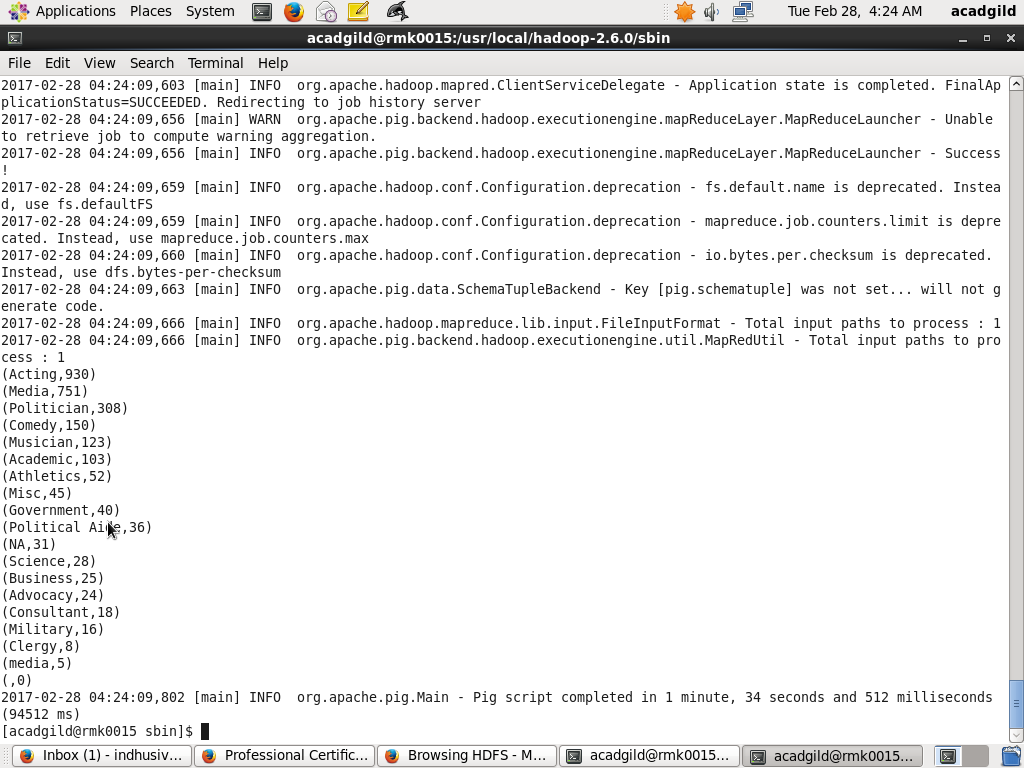 Applications Places System
Tue Feb 28, 4:24 AM acadgild
acadgild@rmk0015:/usr/local/hadoop-2.6.0/sbin
File Edit View Search Terminal Help
2017-02-28 04:24:09,603 [main] INFO  org.apache.hadoop.mapred.ClientServiceDelegate - Application state is completed. FinalAp
plicationStatus=SUCCEEDED. Redirecting to job history server
2017-02-28 04:24:09,656 [main] WARN  org.apache.pig.backend.hadoop.executionengine.mapReduceLayer.MapReduceLauncher - Unable
to retrieve job to compute warning aggregation.
2017-02-28 04:24:09,656 [main] INFO  org.apache.pig.backend.hadoop.executionengine.mapReduceLayer.MapReduceLauncher - Success
!
2017-02-28 04:24:09,659 [main] INFO  org.apache.hadoop.conf.Configuration.deprecation - fs.default.name is deprecated. Instea
d, use fs.defaultFS
2017-02-28 04:24:09,659 [main] INFO  org.apache.hadoop.conf.Configuration.deprecation - mapreduce.job.counters.limit is depre
cated. Instead, use mapreduce.job.counters.max
2017-02-28 04:24:09,660 [main] INFO  org.apache.hadoop.conf.Configuration.deprecation - io.bytes.per.checksum is deprecated.
Instead, use dfs.bytes-per-checksum
2017-02-28 04:24:09,663 [main] INFO  org.apache.pig.data.SchemaTupleBackend - Key [pig.schematuple] was not set... will not g
enerate code.
2017-02-28 04:24:09,666 [main] INFO  org.apache.hadoop.mapreduce.lib.input.FileInputFormat - Total input paths to process : 1
2017-02-28 04:24:09,666 [main] INFO  org.apache.pig.backend.hadoop.executionengine.util.MapRedUtil - Total input paths to pro
cess : 1
(Acting,930)
(Media,751)
(Politician,308)
(Comedy,150)
(Musician,123)
(Academic,103)
(Athletics,52)
(Misc,45)
(Government,40)
(Political Aide,36)
(NA,31)
(Science,28)
(Business,25)
(Advocacy,24)
(Consultant,18)
(Military,16)
(Clergy,8)
(media,5)
(,0)
2017-02-28 04:24:09,802 [main] INFO  org.apache.pig.Main - Pig script completed in 1 minute, 34 seconds and 512 milliseconds
(94512 ms)
[acadgild@rmk0015 sbin]$
Inbox (1) - indhusiv... Professional Certific... Browsing HDFS - M... acadgild@rmk0015:... acadgild@rmk0015:...